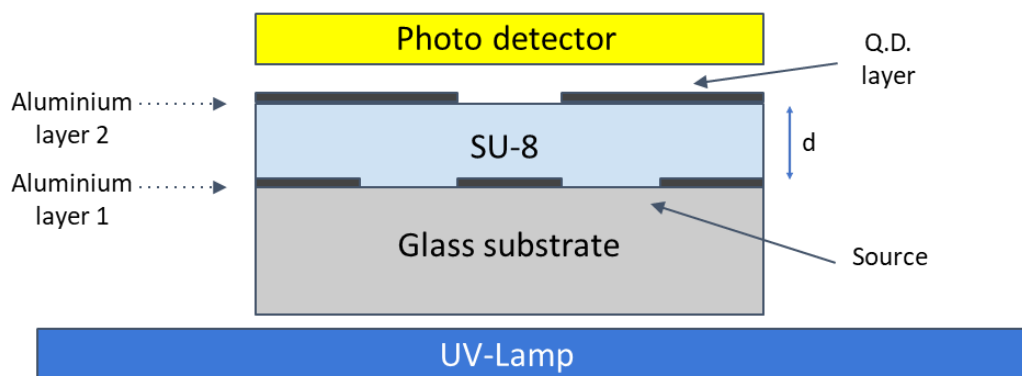 Photo detector
Q.D.
layer
Aluminium
layer 2
SU-8
d
Aluminium
layer 1
Glass substrate
Source
UV-Lamp